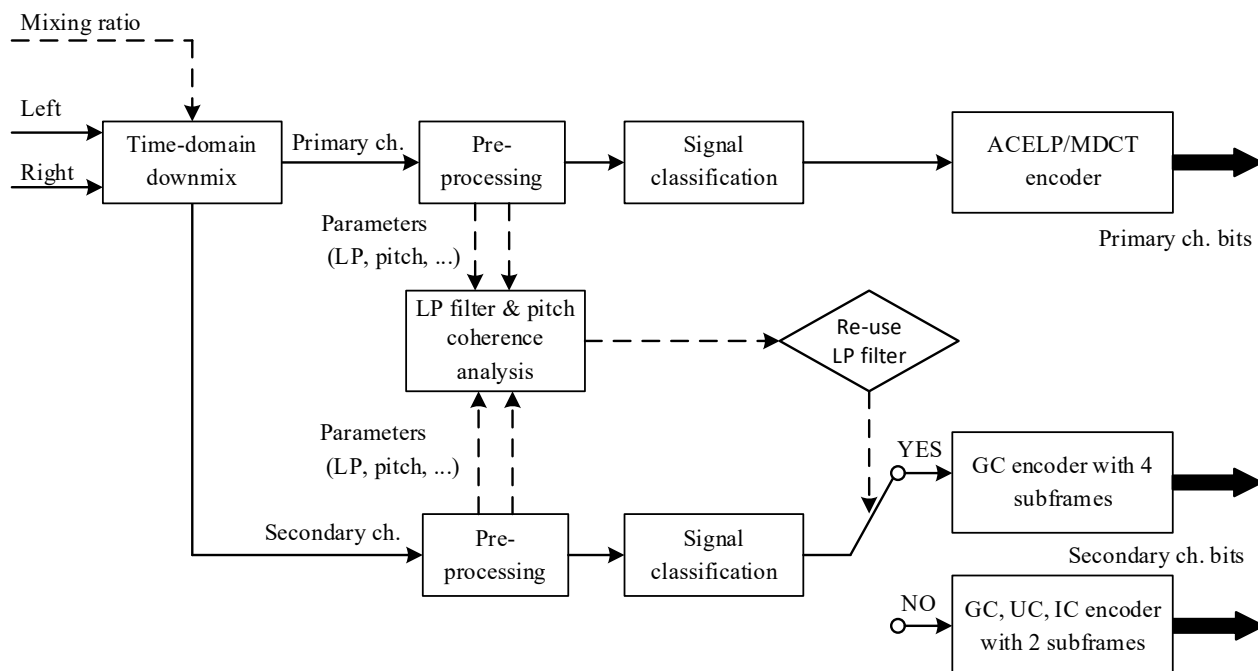 Mixing ratio
Left
Right
Time-domain
downmix
Primary ch.
Pre-
processing
Signal
classification
ACELP/MDCT
encoder
Primary ch. bits
Parameters
(LP, pitch, ...)
LP filter & pitch
coherence
analysis
Re-use
LP filter
Parameters
(LP, pitch, ...)
YES
GC encoder with 4
subframes
Secondary ch.
Pre-
processing
Signal
classification
Secondary ch. bits
NO
GC, UC, IC encoder
with 2 subframes